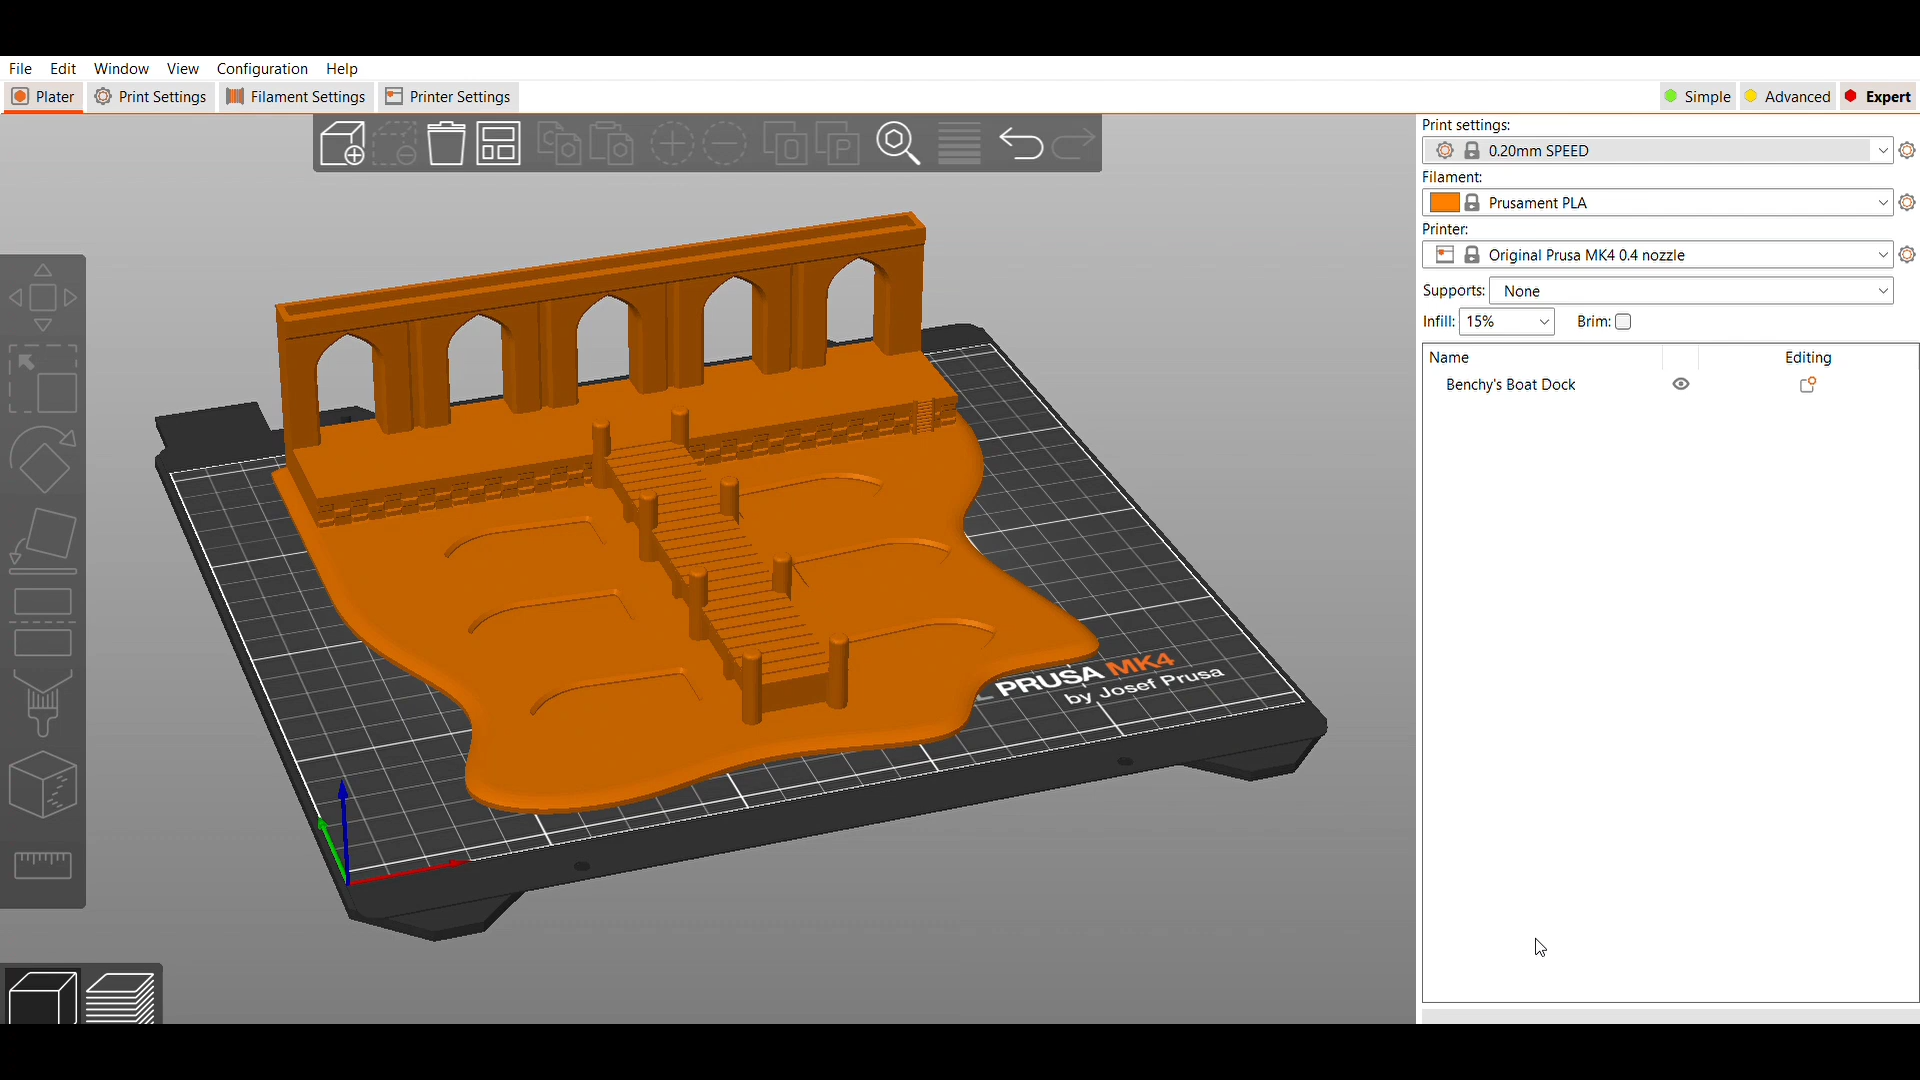 File Edit Window View Configuration Help
Plater Print Settings Filament Settings Printer Settings Simple Advanced Expert
Print settings:
0.20mm SPEED
Filament:
Prusament PLA
Printer:
Original Prusa MK4 0.4 nozzle
Supports: None
Infill: 15% Brim:
Name Editing
Benchy's Boat Dock
O P
L PRUSA MK4
by Josef Prusa